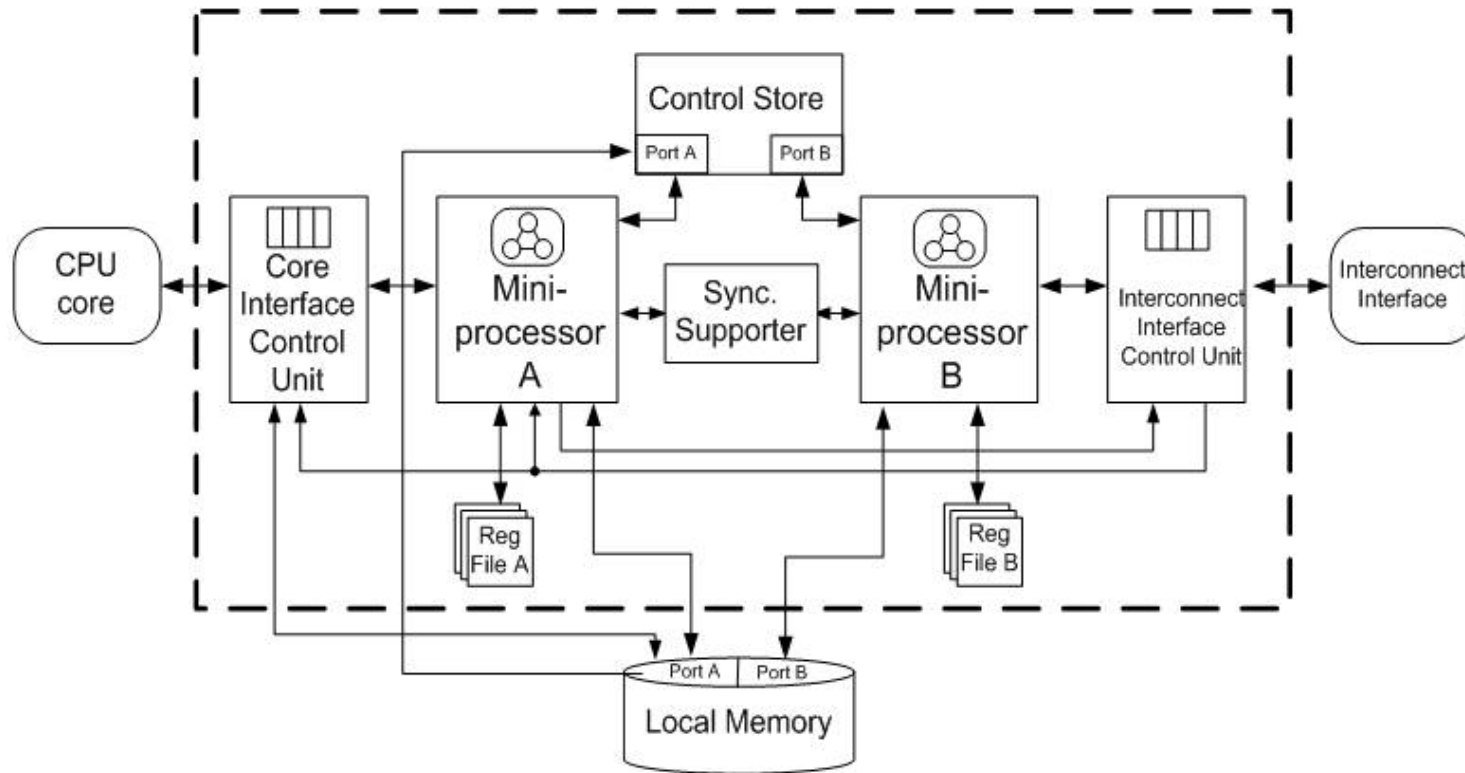 Control Store
Port A
Port B
CPU
core
Core
Interface
Control
Unit
Mini-
processor
A
Sync.
Supporter
Mini-
processor
B
Interconnect
Interface
Control Unit
Interconnect
Interface
Reg
File A
Reg
File B
Port A
Port B
Local Memory